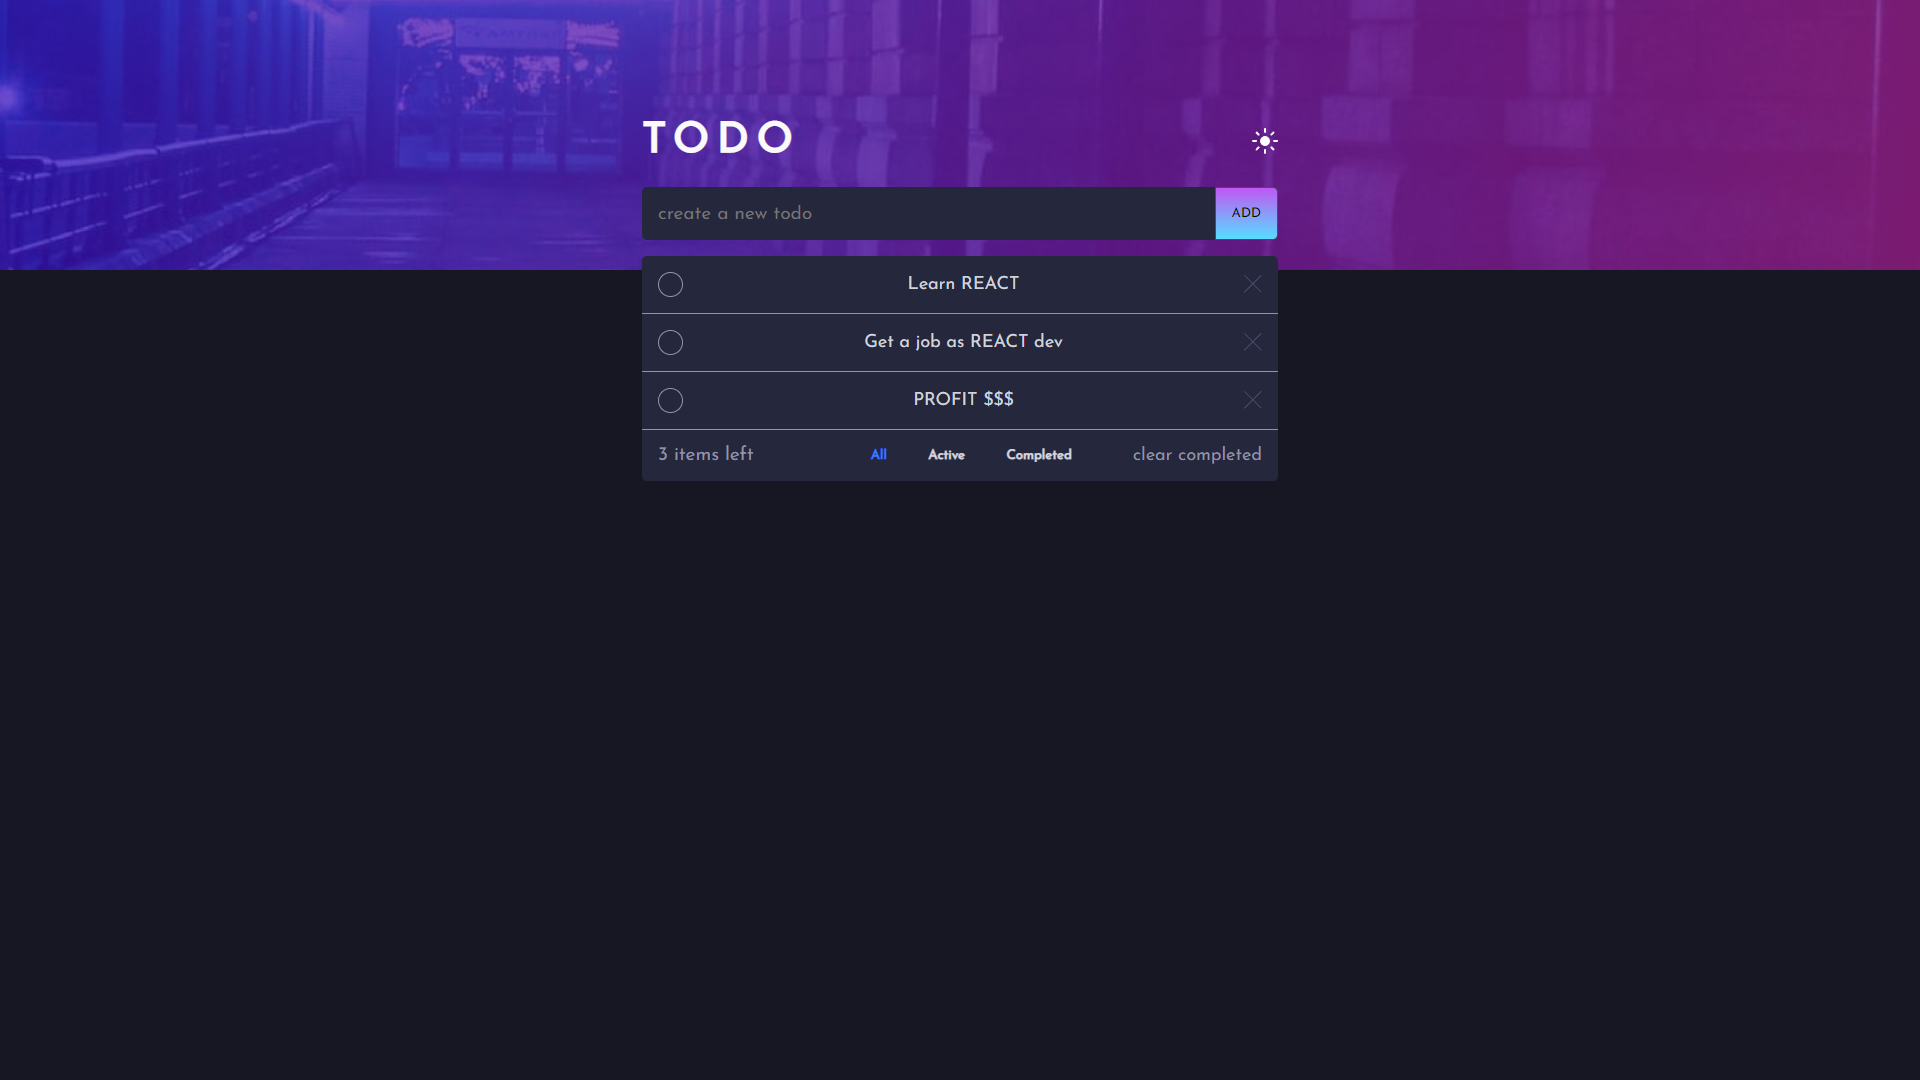 TODO
create a new todo ADD
Learn REACT
Get a job as REACT dev
PROFIT $$$
3 items left All Active Completed clear completed